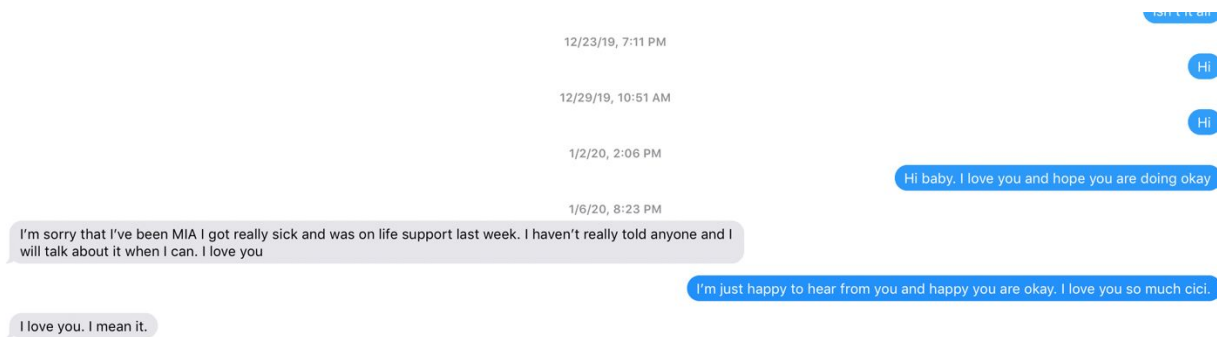 isn't it all
12/23/19, 7:11 PM
Hi
12/29/19, 10:51 AM
Hi
1/2/20, 2:06 PM
Hi baby. I love you and hope you are doing okay
1/6/20, 8:23 PM
I'm sorry that I've been MIA I got really sick and was on life support last week. I haven't really told anyone and I
will talk about it when I can. I love you
I'm just happy to hear from you and happy you are okay. I love you so much cici.
I love you. I mean it.